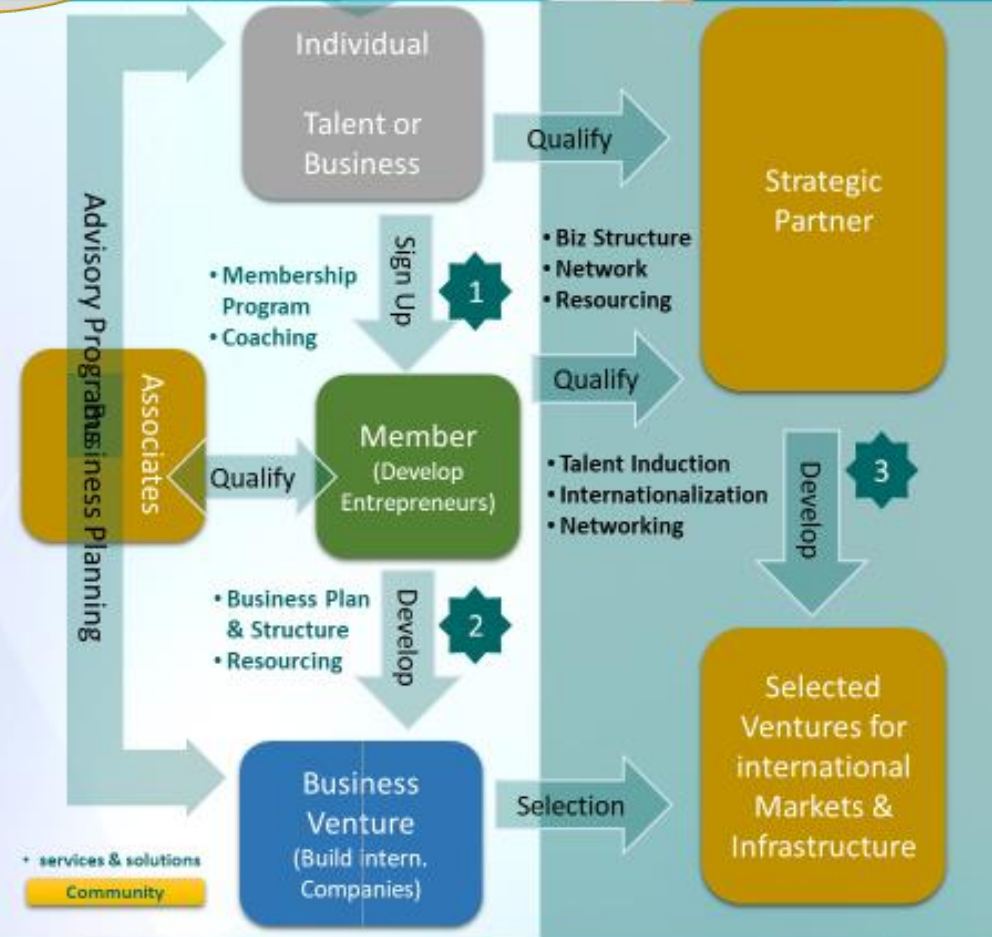 Individual
Talent or
Business
Qualify
Strategic
Partner
• Biz Structure
• Network
• Resourcing
Sign Up
1
• Membership
Program
• Coaching
Advisory Programs
Business Planning
Associates
Qualify
Member
(Develop
Entrepreneurs)
Qualify
• Talent Induction
• Internationalization
• Networking
Develop
3
• Business Plan
& Structure
• Resourcing
Develop
2
Business
Venture
(Build intern.
Companies)
Selection
Selected
Ventures for
international
Markets &
Infrastructure
• services & solutions
Community